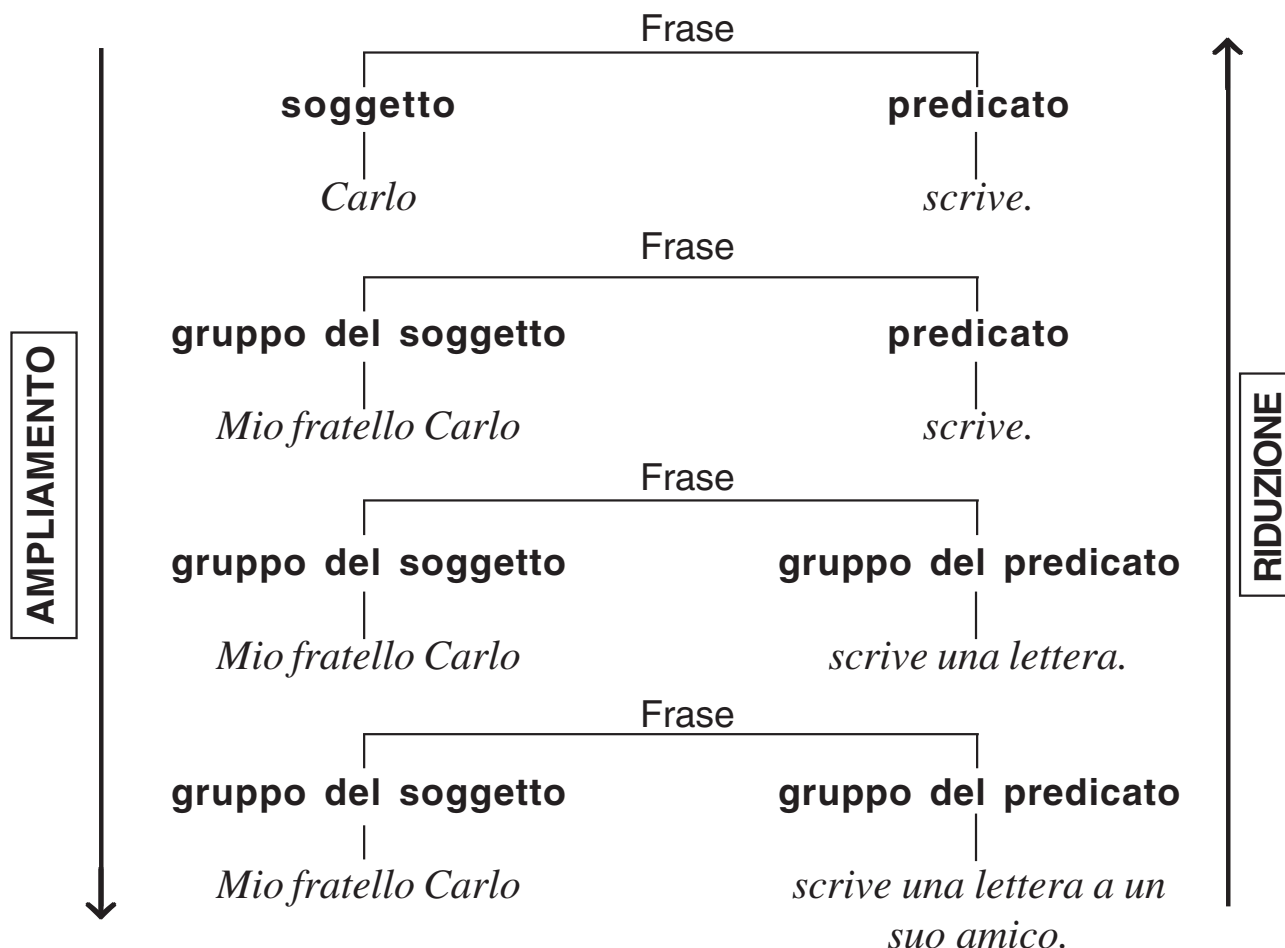 Frase
soggetto predicato
Carlo scrive.
Frase
gruppo del soggetto predicato
Mio fratello Carlo scrive.
Frase
gruppo del soggetto gruppo del predicato
Mio fratello Carlo scrive una lettera.
Frase
gruppo del soggetto gruppo del predicato
Mio fratello Carlo scrive una lettera a un
suo amico.
AMPLIAMENTO
RIDUZIONE